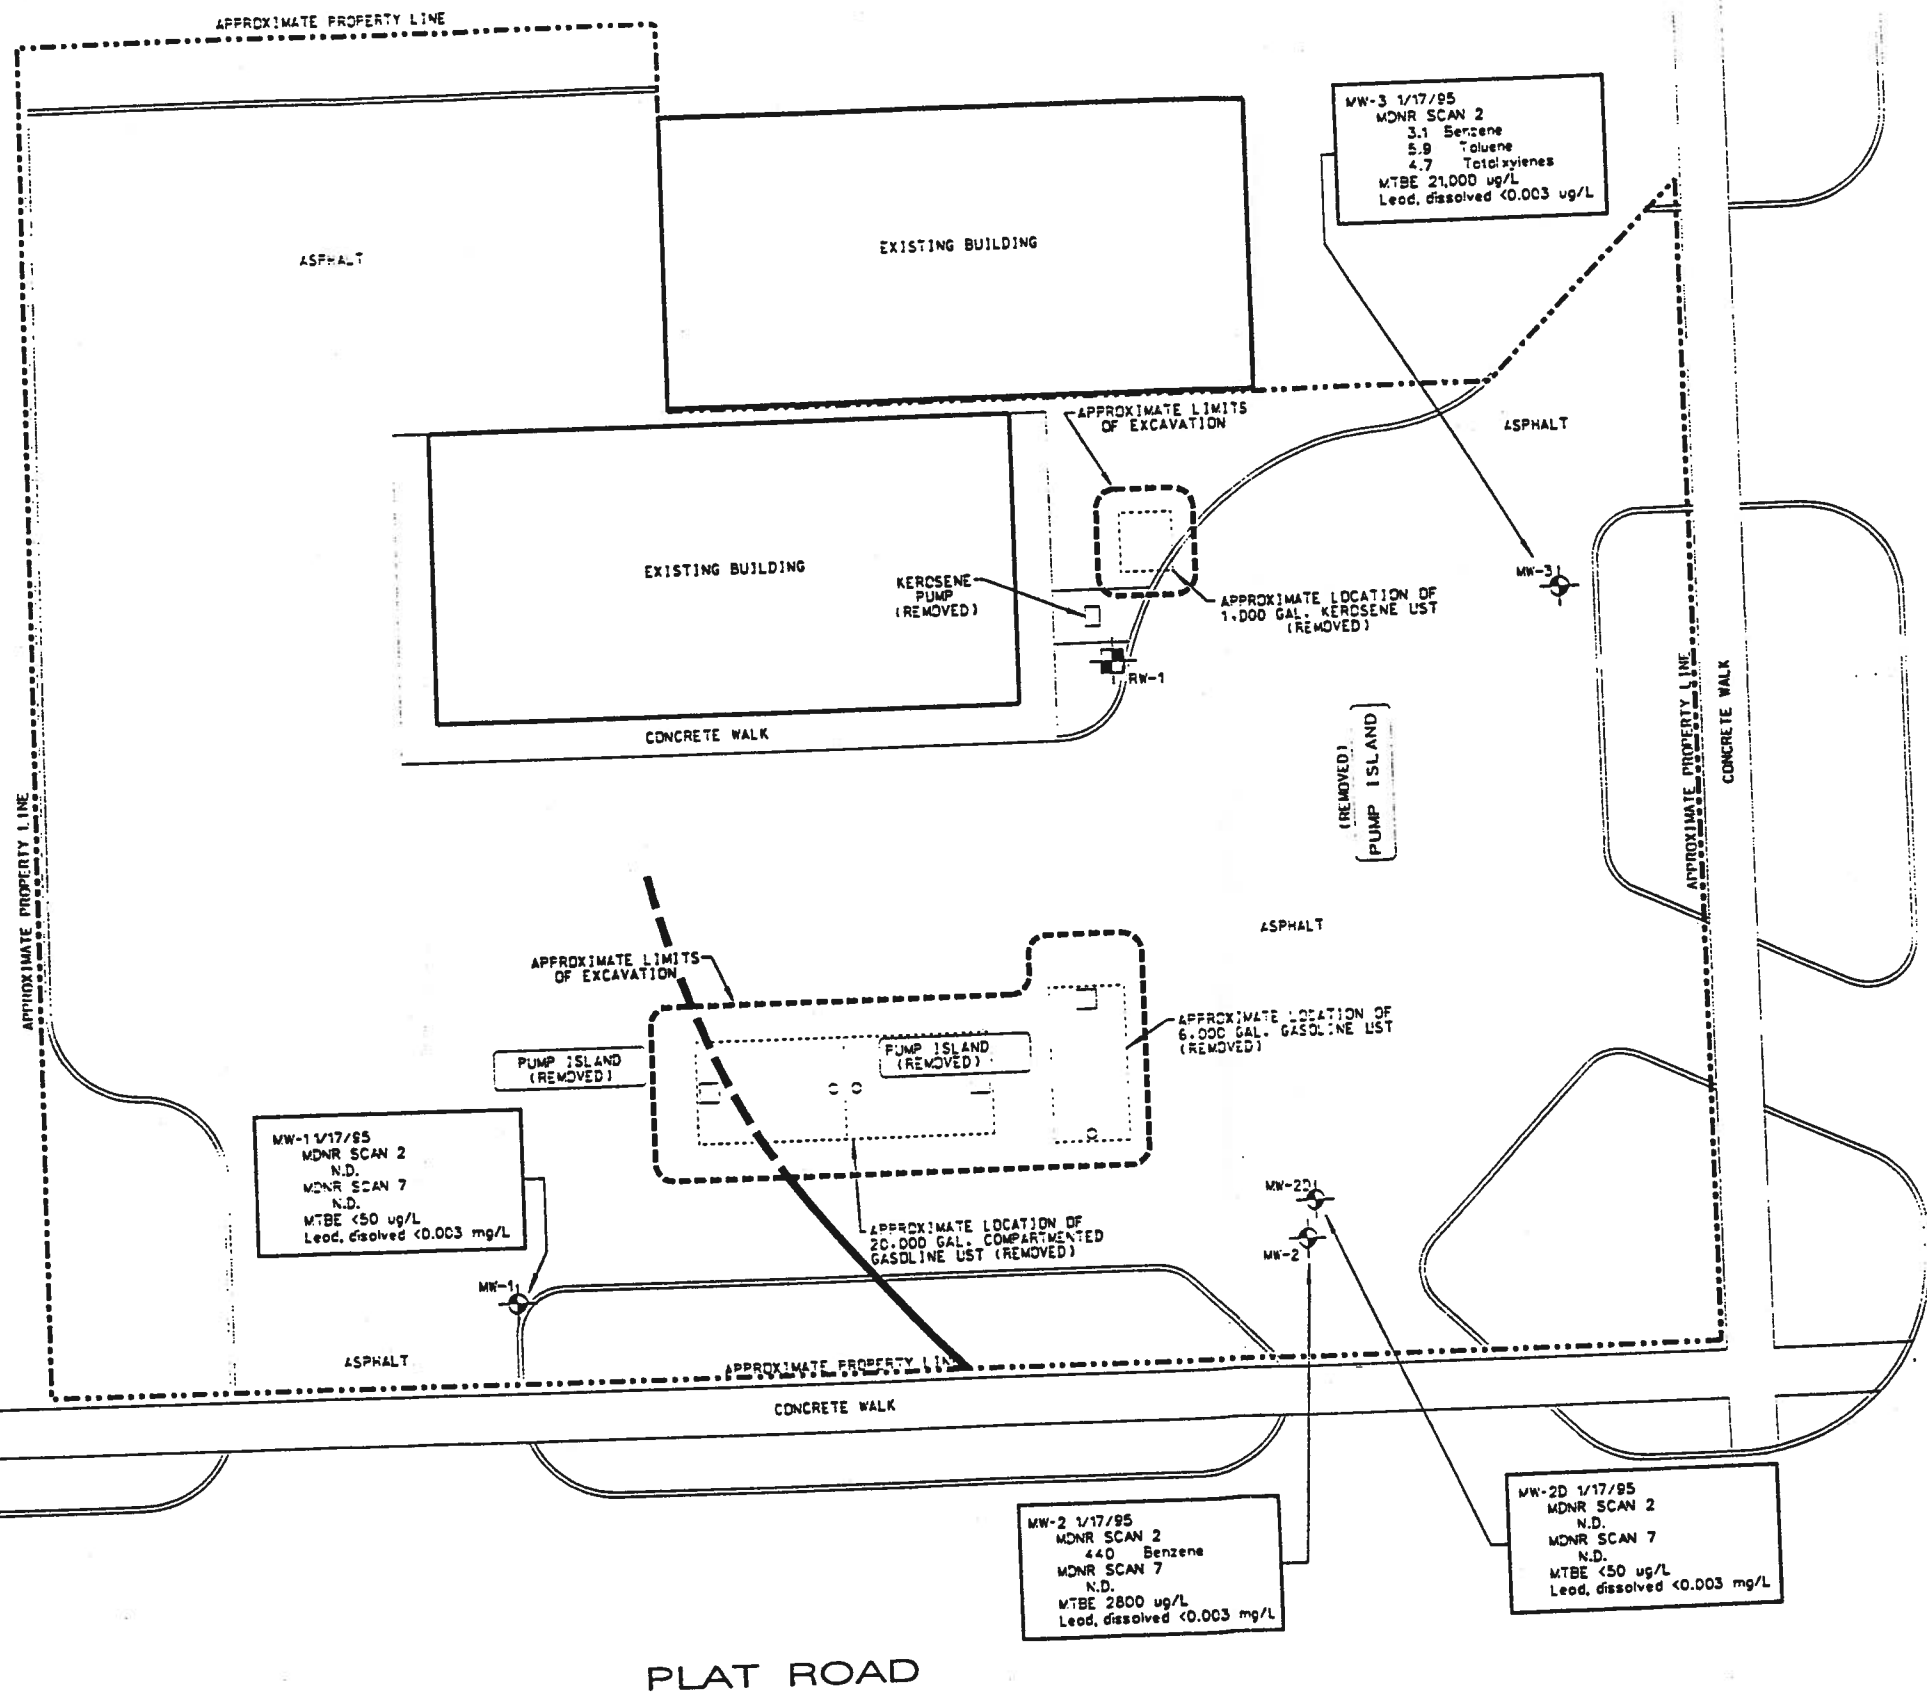 APPROXIMATE PROPERTY LINE
MW-3 1/17/95
MDNR SCAN 2
3.1 Benzene
5.9 Toluene
4.7 Total xylenes
MTBE 21,000 ug/L
Lead, dissolved <0.003 ug/L
ASPHALT
EXISTING BUILDING
APPROXIMATE LIMITS
OF EXCAVATION
ASPHALT
EXISTING BUILDING
KEROSENE
PUMP
(REMOVED)
MW-3
APPROXIMATE LOCATION OF
1,000 GAL. KEROSENE UST
(REMOVED)
RW-1
CONCRETE WALK
(REMOVED)
PUMP ISLAND
APPROXIMATE PROPERTY LINE
CONCRETE WALK
APPROXIMATE PROPERTY LINE
ASPHALT
APPROXIMATE LIMITS
OF EXCAVATION
APPROXIMATE LOCATION OF
6,000 GAL. GASOLINE UST
(REMOVED)
PUMP ISLAND
(REMOVED)
PUMP ISLAND
(REMOVED)
MW-1 1/17/95
MDNR SCAN 2
N.D.
MDNR SCAN 7
N.D.
MTBE <50 ug/L
Lead, disolved <0.003 mg/L
MW-2D
MW-2
APPROXIMATE LOCATION OF
20,000 GAL. COMPARTMENTED
GASOLINE UST (REMOVED)
MW-1
ASPHALT
APPROXIMATE PROPERTY LINE
CONCRETE WALK
MW-2 1/17/95
MDNR SCAN 2
440 Benzene
MDNR SCAN 7
N.D.
MTBE 2800 ug/L
Lead, dissolved <0.003 mg/L
MW-2D 1/17/95
MDNR SCAN 2
N.D.
MDNR SCAN 7
N.D.
MTBE <50 ug/L
Lead, dissolved <0.003 mg/L
PLAT ROAD